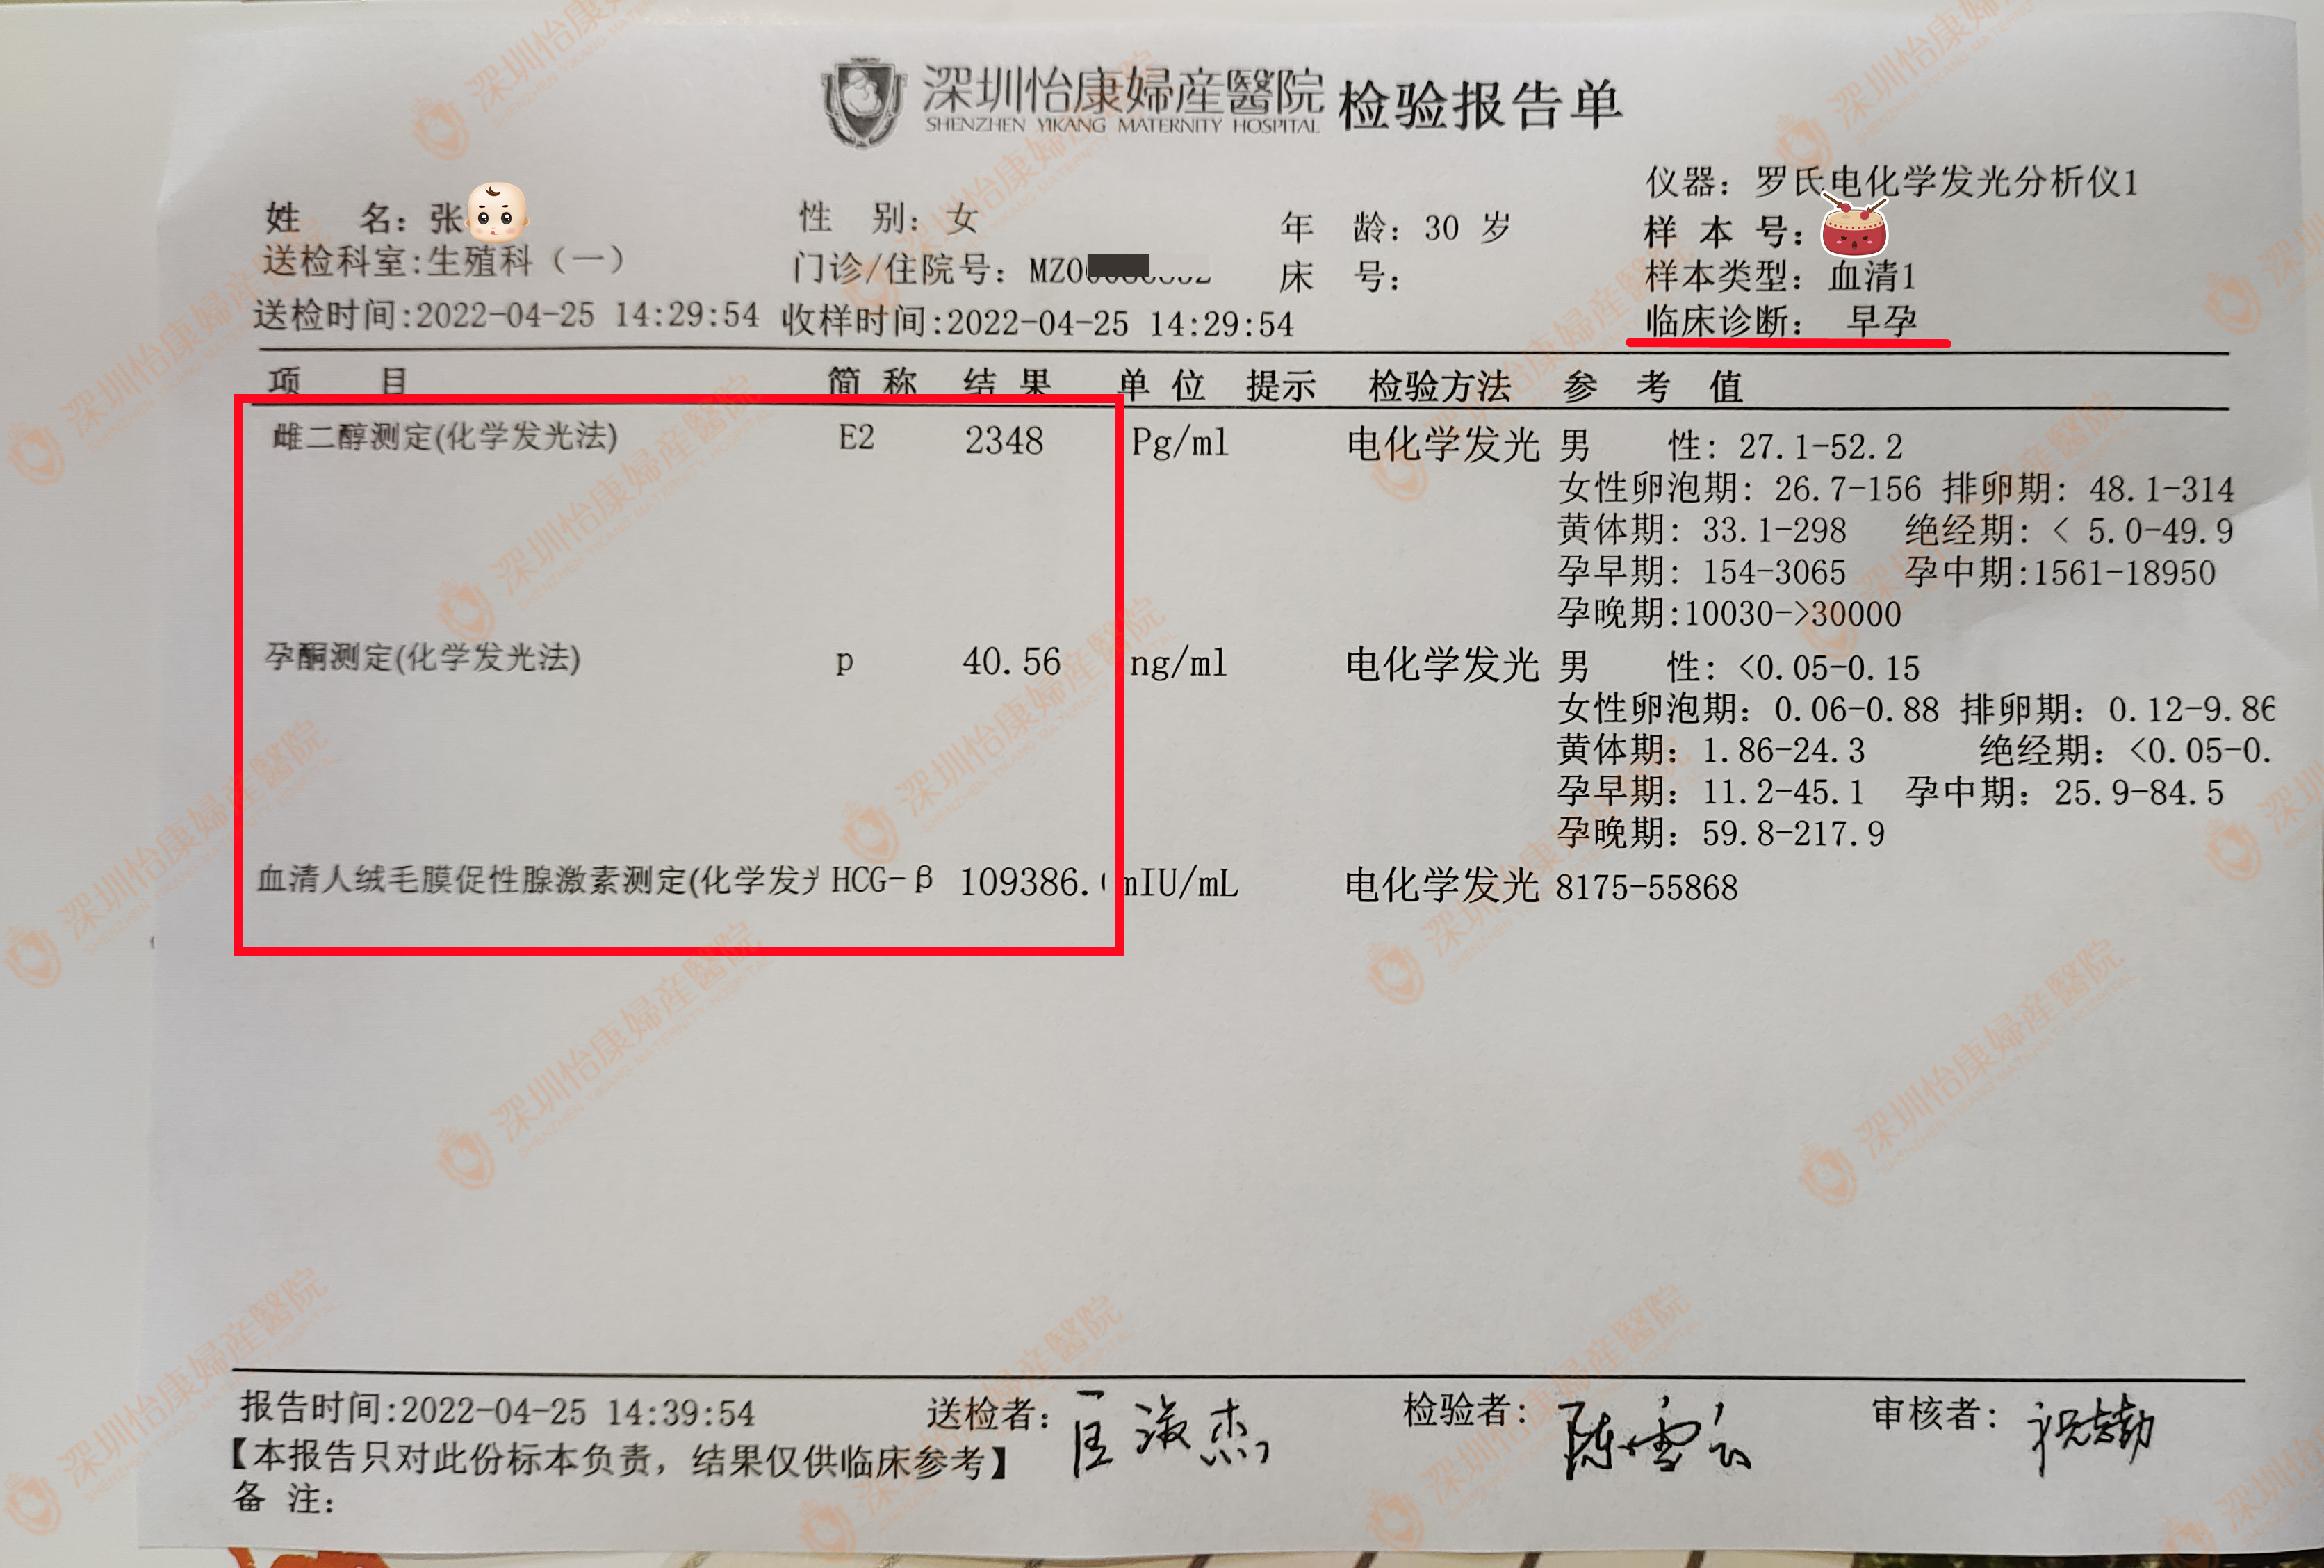 深圳怡康婦産醫院 检验报告单
SHENZHEN YIKANG MATERNITY HOSPITAL
仪器：罗氏电化学发光分析仪1
姓 名：张 性 别：女 年 龄：30 岁 样 本 号：
送检科室:生殖科（一） 门诊/住院号：MZ0 床 号： 样本类型：血清1
送检时间:2022-04-25 14:29:54 收样时间:2022-04-25 14:29:54 临床诊断： 早孕
项 目 简 称 结 果 单 位 提示 检验方法 参 考 值
雌二醇测定(化学发光法) E2 2348 Pg/ml 电化学发光 男 性: 27.1-52.2
女性卵泡期: 26.7-156 排卵期: 48.1-314
黄体期: 33.1-298 绝经期: < 5.0-49.9
孕早期: 154-3065 孕中期:1561-18950
孕晚期:10030->30000
孕酮测定(化学发光法) p 40.56 ng/ml 电化学发光 男 性: <0.05-0.15
女性卵泡期: 0.06-0.88 排卵期: 0.12-9.86
黄体期: 1.86-24.3 绝经期: <0.05-0.
孕早期: 11.2-45.1 孕中期: 25.9-84.5
孕晚期: 59.8-217.9
血清人绒毛膜促性腺激素测定(化学发 HCG-β 109386. mIU/mL 电化学发光 8175-55868
报告时间:2022-04-25 14:39:54 送检者： 检验者： 陈雪 审核者：
【本报告只对此份标本负责，结果仅供临床参考】
备 注：